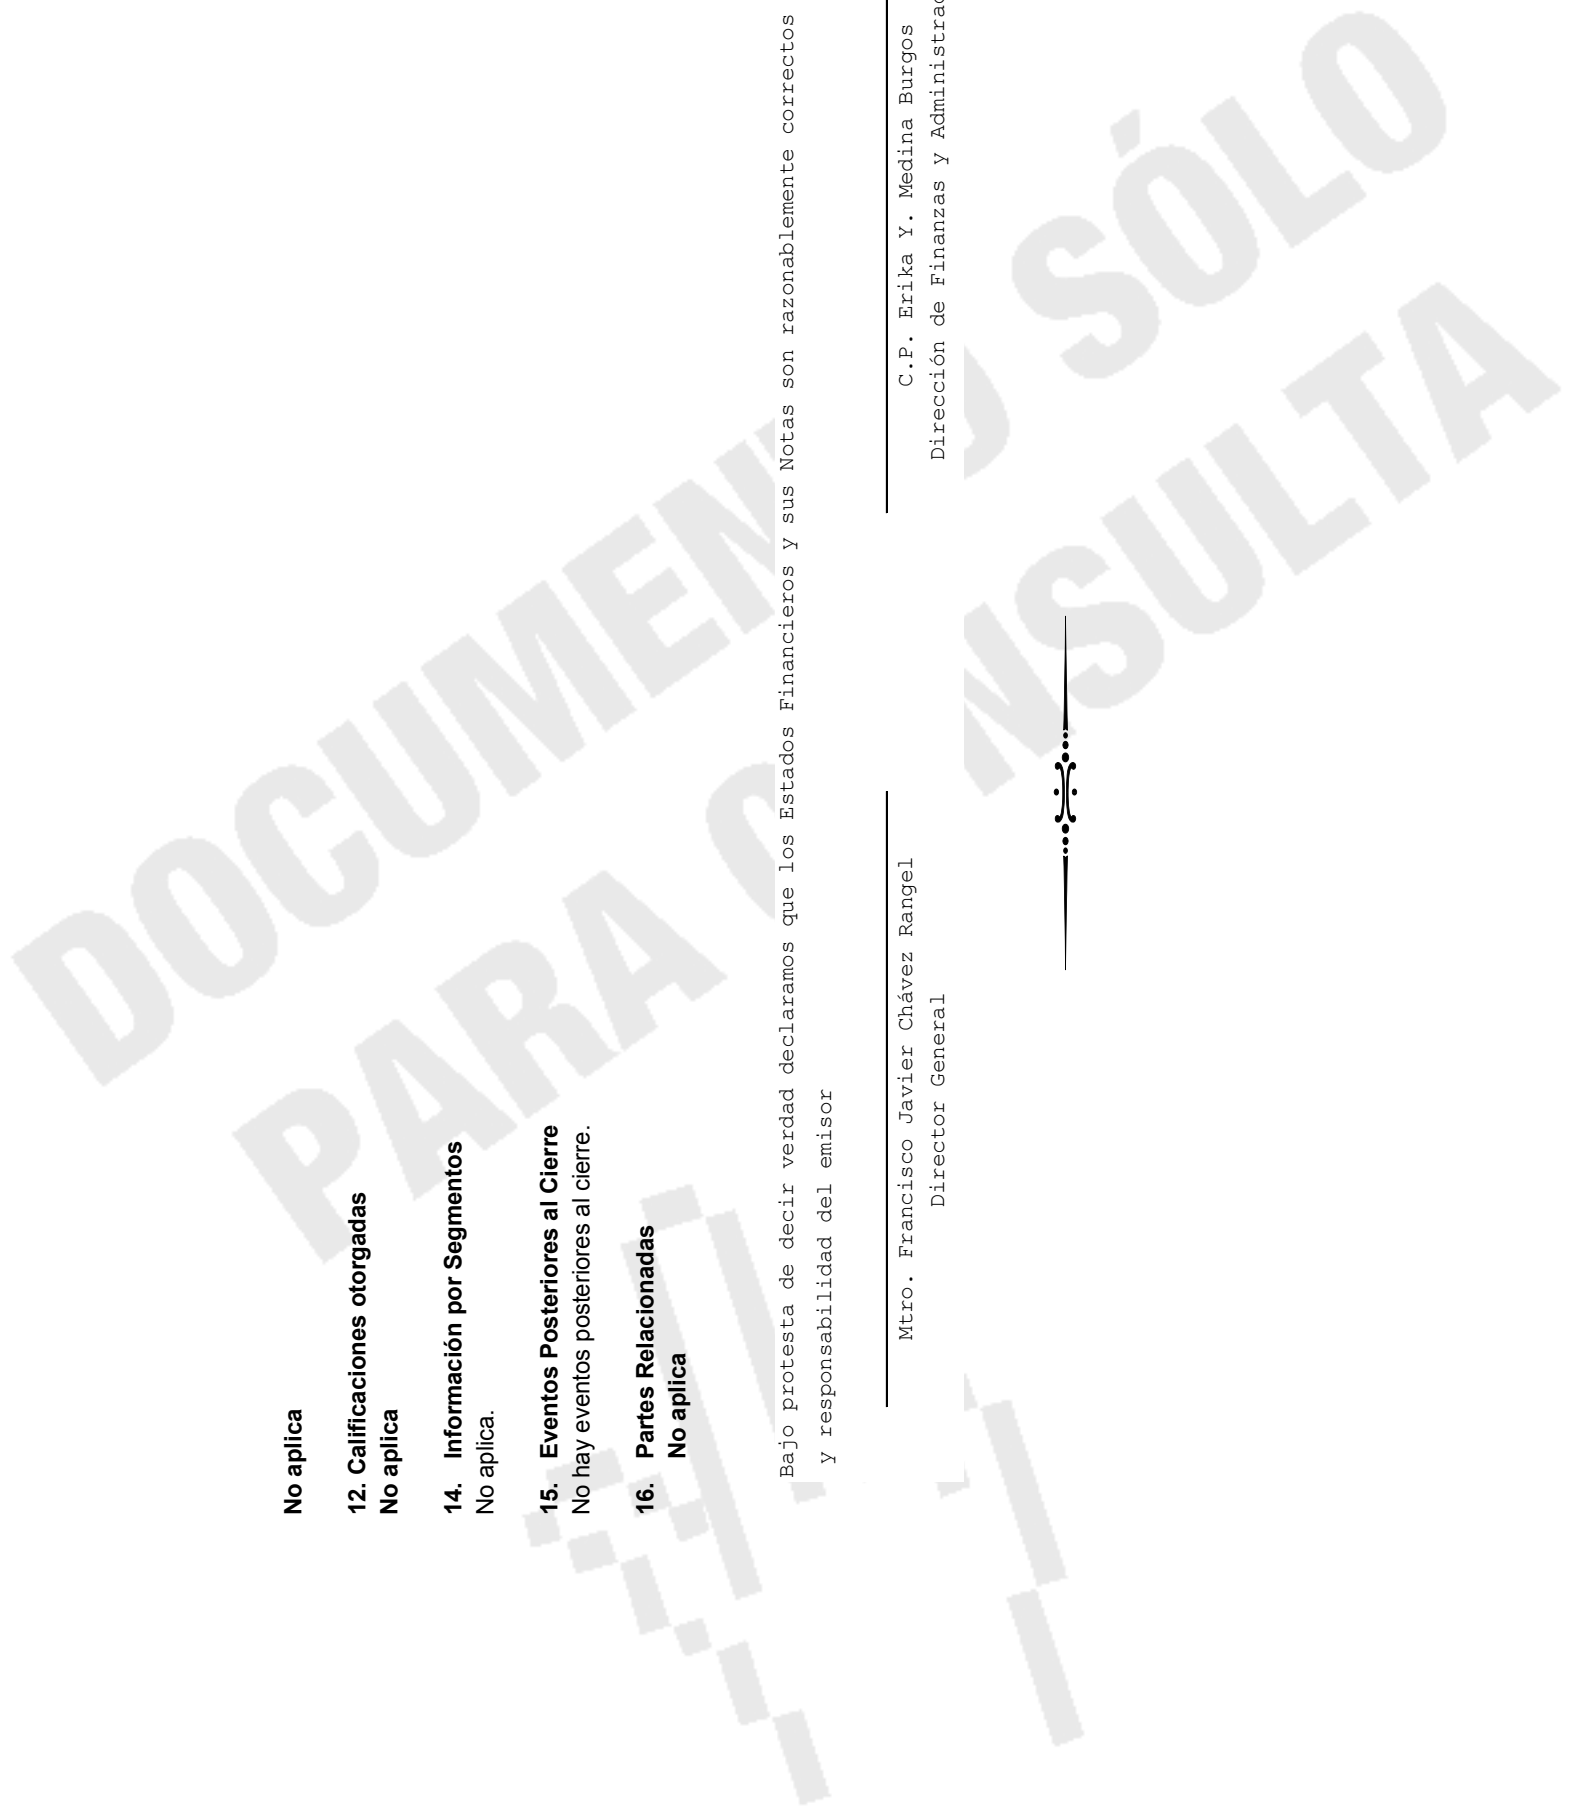 No aplica
12. Calificaciones otorgadas
No aplica
14. Información por Segmentos
No aplica.
15. Eventos Posteriores al Cierre
No hay eventos posteriores al cierre.
16. Partes Relacionadas
No aplica
Bajo protesta de decir verdad declaramos que los Estados Financieros y sus Notas son razonablemente correctos
y responsabilidad del emisor
Mtro. Francisco Javier Chávez Rangel
Director General
C.P. Erika Y. Medina Burgos
Dirección de Finanzas y
DOCUMENTO SÓLO
PARA CONSULTA